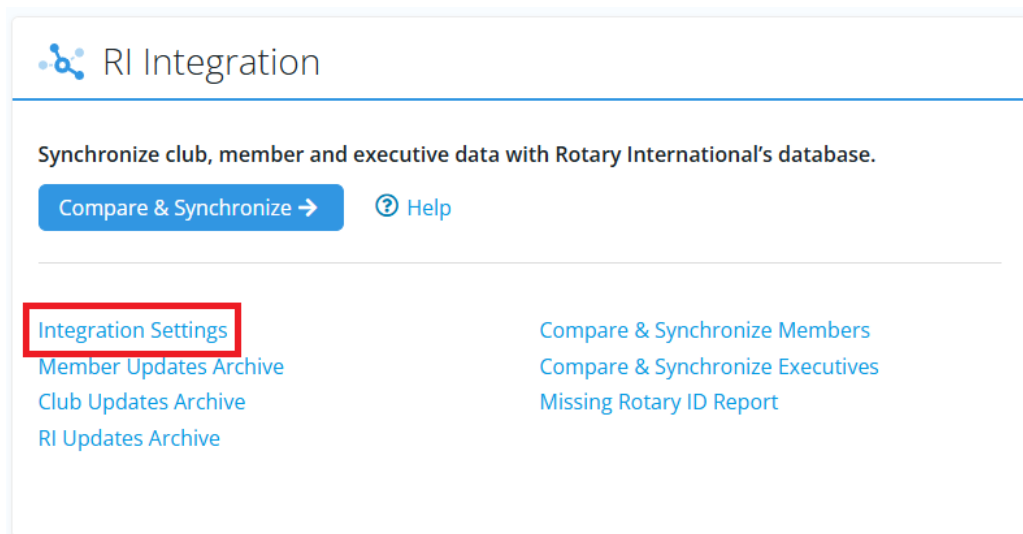 RI Integration
Synchronize club, member and executive data with Rotary International’s database.
Compare & Synchronize →
Help
Integration Settings
Member Updates Archive
Club Updates Archive
RI Updates Archive
Compare & Synchronize Members
Compare & Synchronize Executives
Missing Rotary ID Report